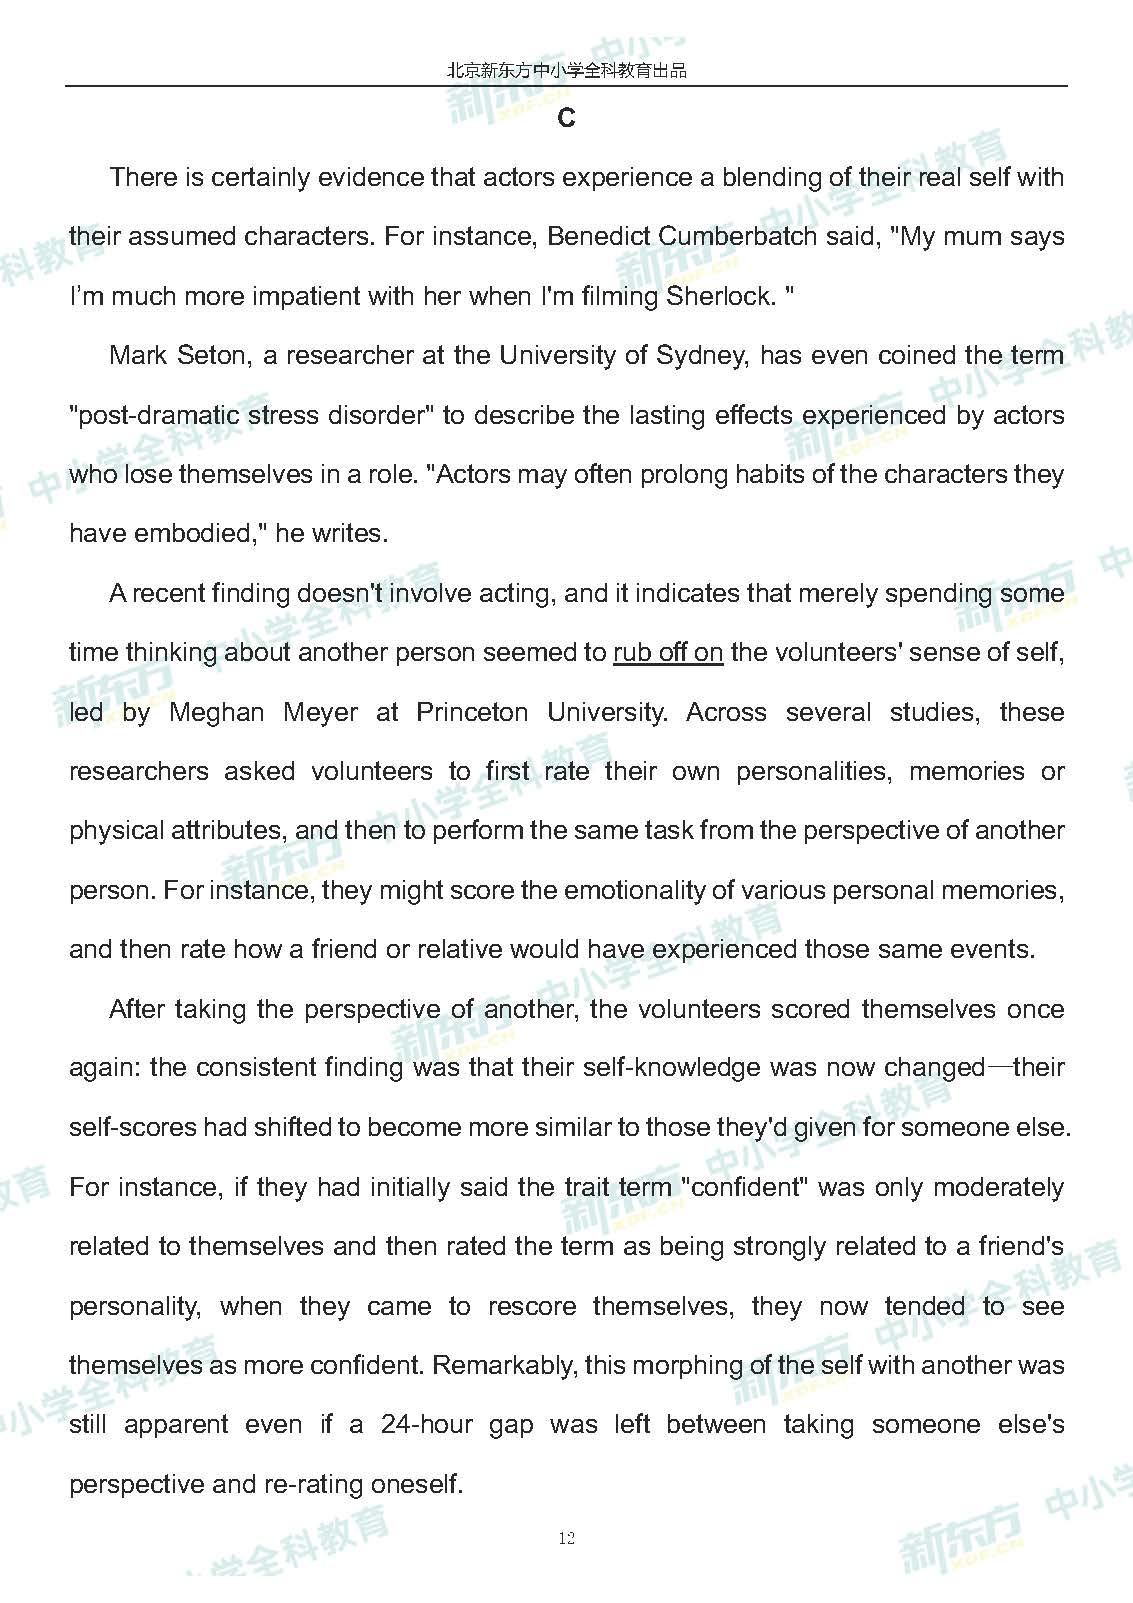 北京新东方中小学全科教育出品
C
There is certainly evidence that actors experience a blending of their real self with
their assumed characters. For instance, Benedict Cumberbatch said, "My mum says
I’m much more impatient with her when I'm filming Sherlock. "
Mark Seton, a researcher at the University of Sydney, has even coined the term
"post-dramatic stress disorder" to describe the lasting effects experienced by actors
who lose themselves in a role. "Actors may often prolong habits of the characters they
have embodied," he writes.
A recent finding doesn't involve acting, and it indicates that merely spending some
time thinking about another person seemed to rub off on the volunteers' sense of self,
led by Meghan Meyer at Princeton University. Across several studies, these
researchers asked volunteers to first rate their own personalities, memories or
physical attributes, and then to perform the same task from the perspective of another
person. For instance, they might score the emotionality of various personal memories,
and then rate how a friend or relative would have experienced those same events.
After taking the perspective of another, the volunteers scored themselves once
again: the consistent finding was that their self-knowledge was now changed—their
self-scores had shifted to become more similar to those they'd given for someone else.
For instance, if they had initially said the trait term "confident" was only moderately
related to themselves and then rated the term as being strongly related to a friend's
personality, when they came to rescore themselves, they now tended to see
themselves as more confident. Remarkably, this morphing of the self with another was
still apparent even if a 24-hour gap was left between taking someone else's
perspective and re-rating oneself.
12
新东方 XDF.CN 中小学全科教育